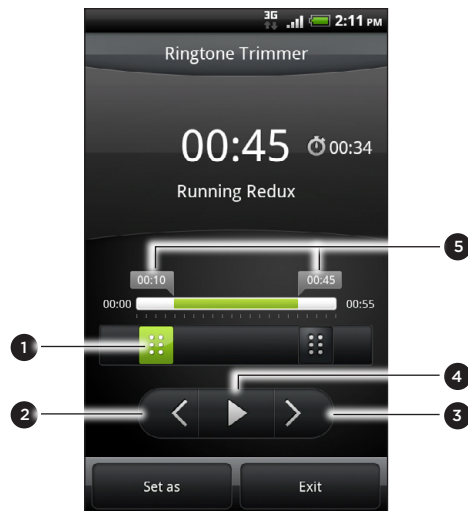 3G 2:11 PM
Ringtone Trimmer
00:45 00:34
Running Redux
5
00:10 00:45
00:00 00:55
1
4
2
3
Set as Exit